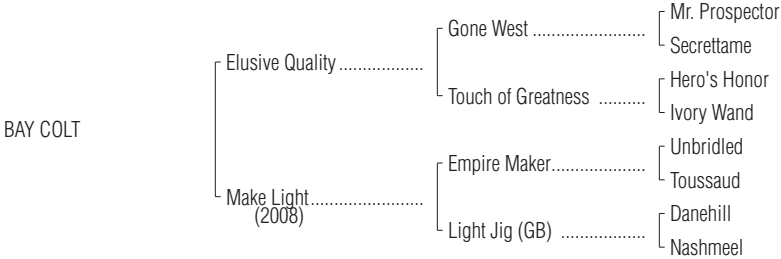 Mr. Prospector
Gone West ........................
Secrettame
Elusive Quality ..................
Hero's Honor
Touch of Greatness ..........
Ivory Wand
BAY COLT
Unbridled
Empire Maker....................
Toussaud
Make Light........................
(2008)
Danehill
Light Jig (GB) ..................
Nashmeel